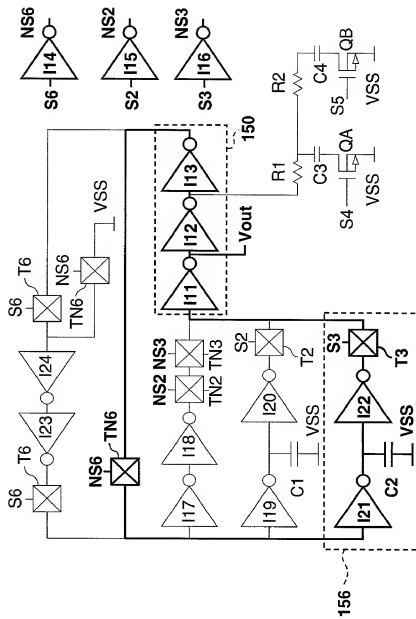 NS6
I14
S6
NS2
I15
S2
NS3
I16
S3
S6
T6
NS6
TN6
VSS
I24
I23
T6
S6
NS6
TN6
150
I13
I12
I11
Vout
R1
R2
C3
C4
QA
QB
S4
S5
VSS
VSS
NS2
NS3
TN2
TN3
I18
I17
S2
T2
I20
I19
C1
VSS
S3
T3
I22
I21
C2
VSS
156